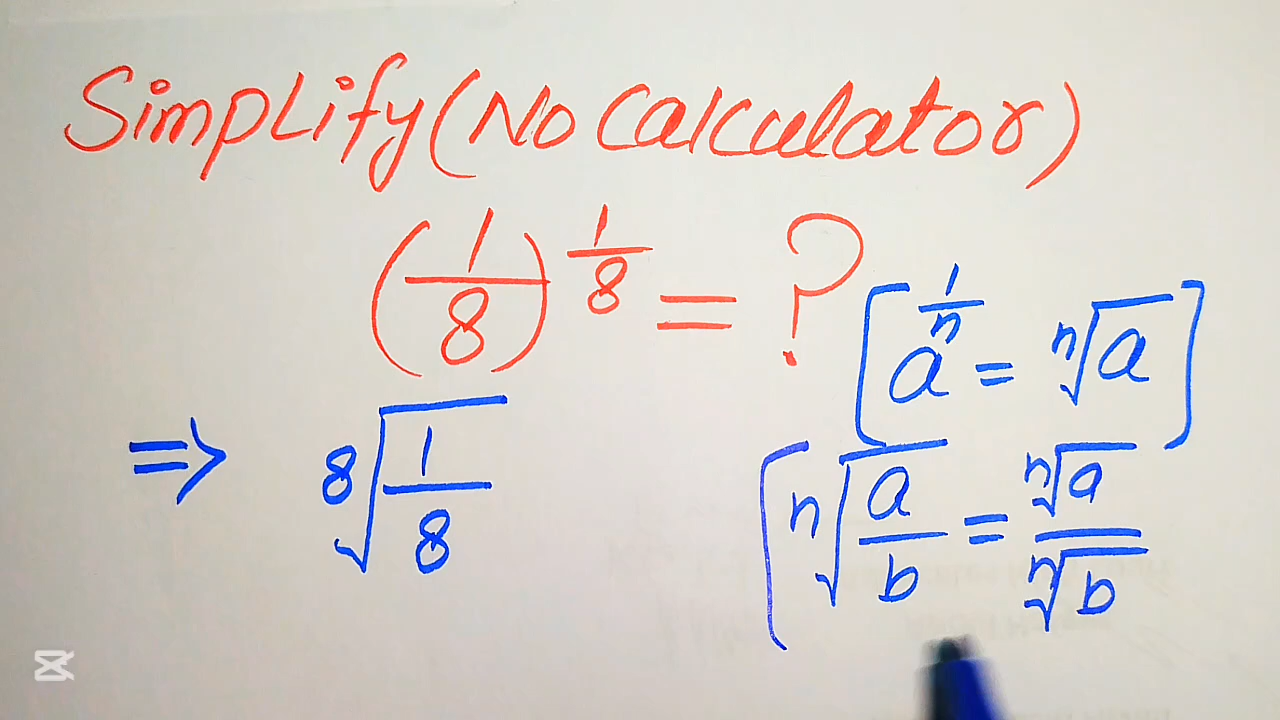 Simplify (No Calculator)
(1/8)^(1/8) = ?
[a^(1/n) = ⁿ√a]
⇒ ⁸√(1/8)
[ⁿ√(a/b) = ⁿ√a / ⁿ√b